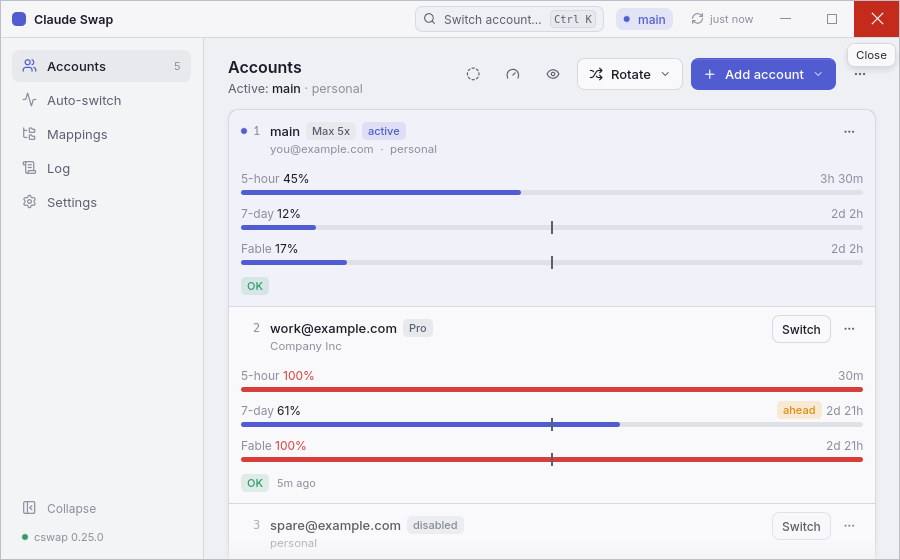 Claude Swap
Switch account... Ctrl K
main
just now
Close
Accounts 5
Auto-switch
Mappings
Log
Settings
Collapse
cswap 0.25.0
Accounts
Active: main · personal
Rotate
Add account
1 main Max 5x active
you@example.com · personal
5-hour 45% 3h 30m
7-day 12% 2d 2h
Fable 17% 2d 2h
OK
2 work@example.com Pro Switch
Company Inc
5-hour 100% 30m
7-day 61% ahead 2d 21h
Fable 100% 2d 21h
OK 5m ago
3 spare@example.com disabled Switch
personal